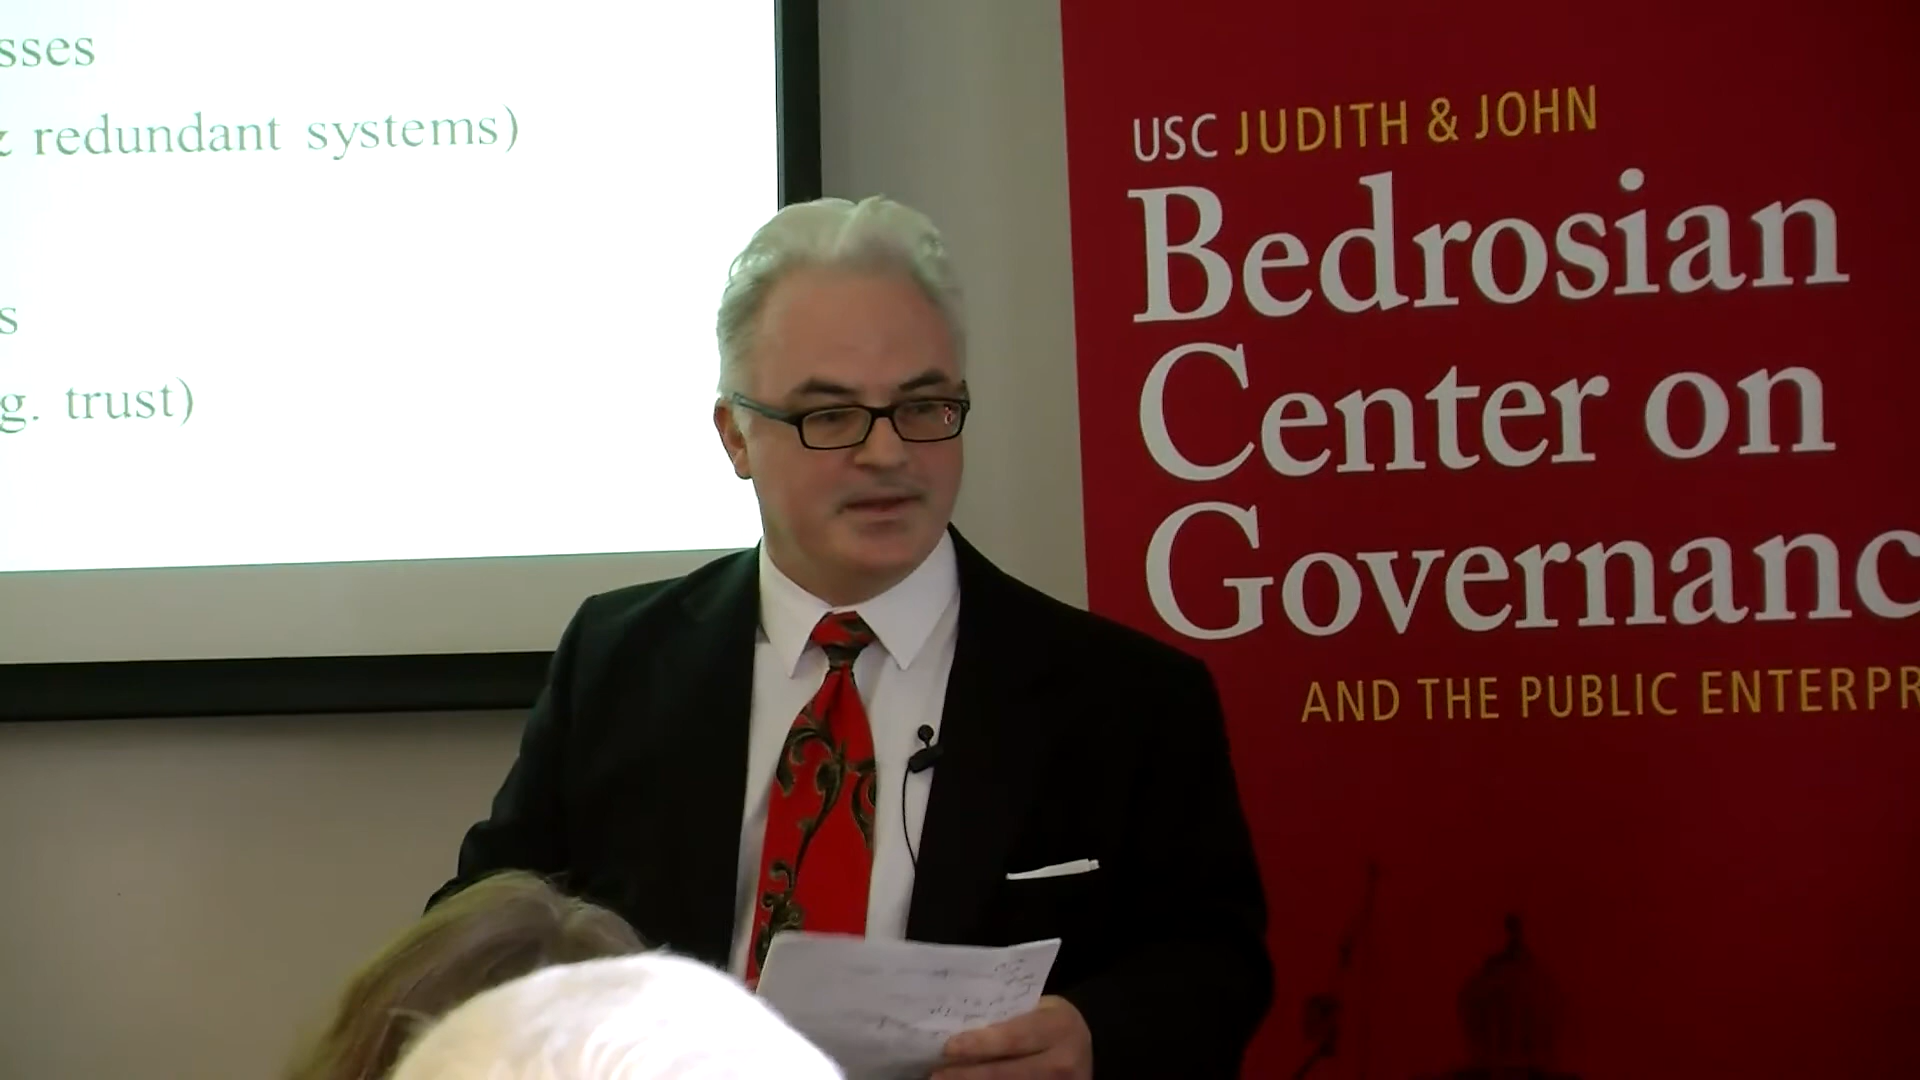 sses
& redundant systems)
s
g. trust)
USC JUDITH & JOHN
Bedrosian
Center on
Governanc
AND THE PUBLIC ENTERPR